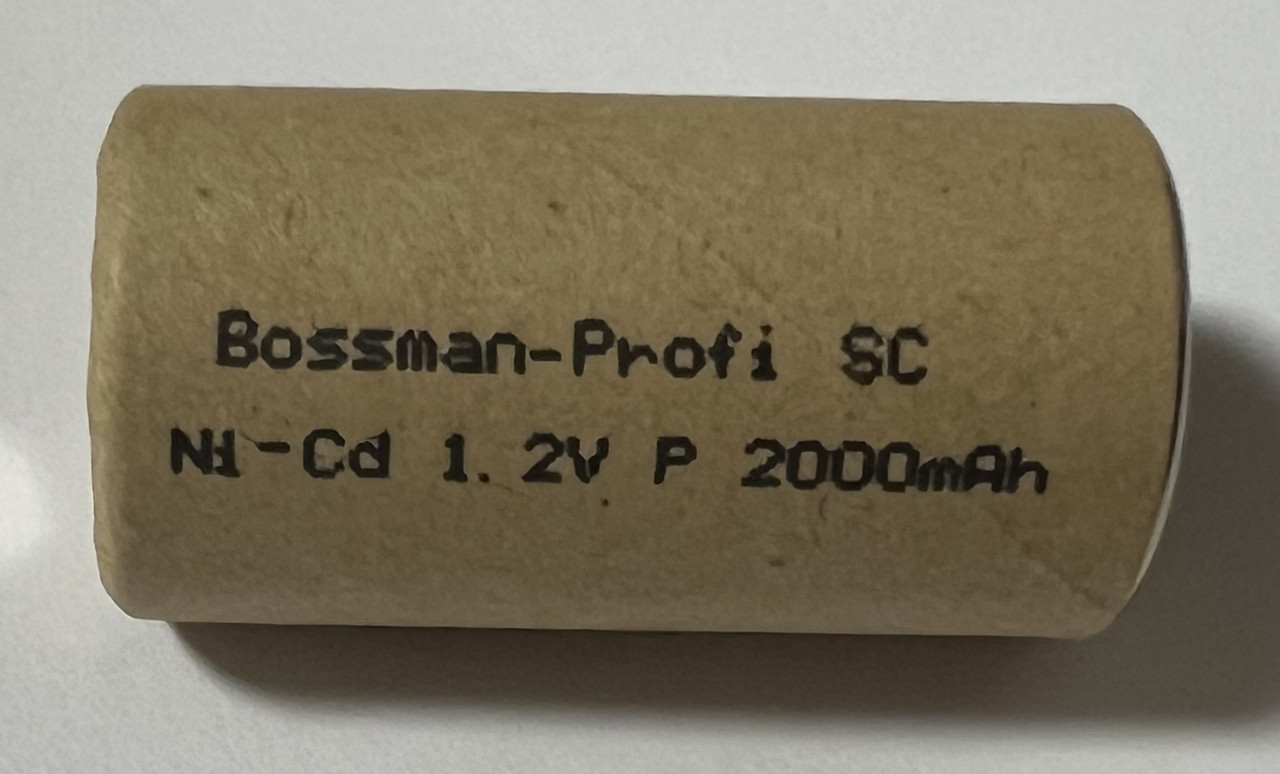 Bossman-Profi SC
Ni-Cd 1.2V P 2000mAh